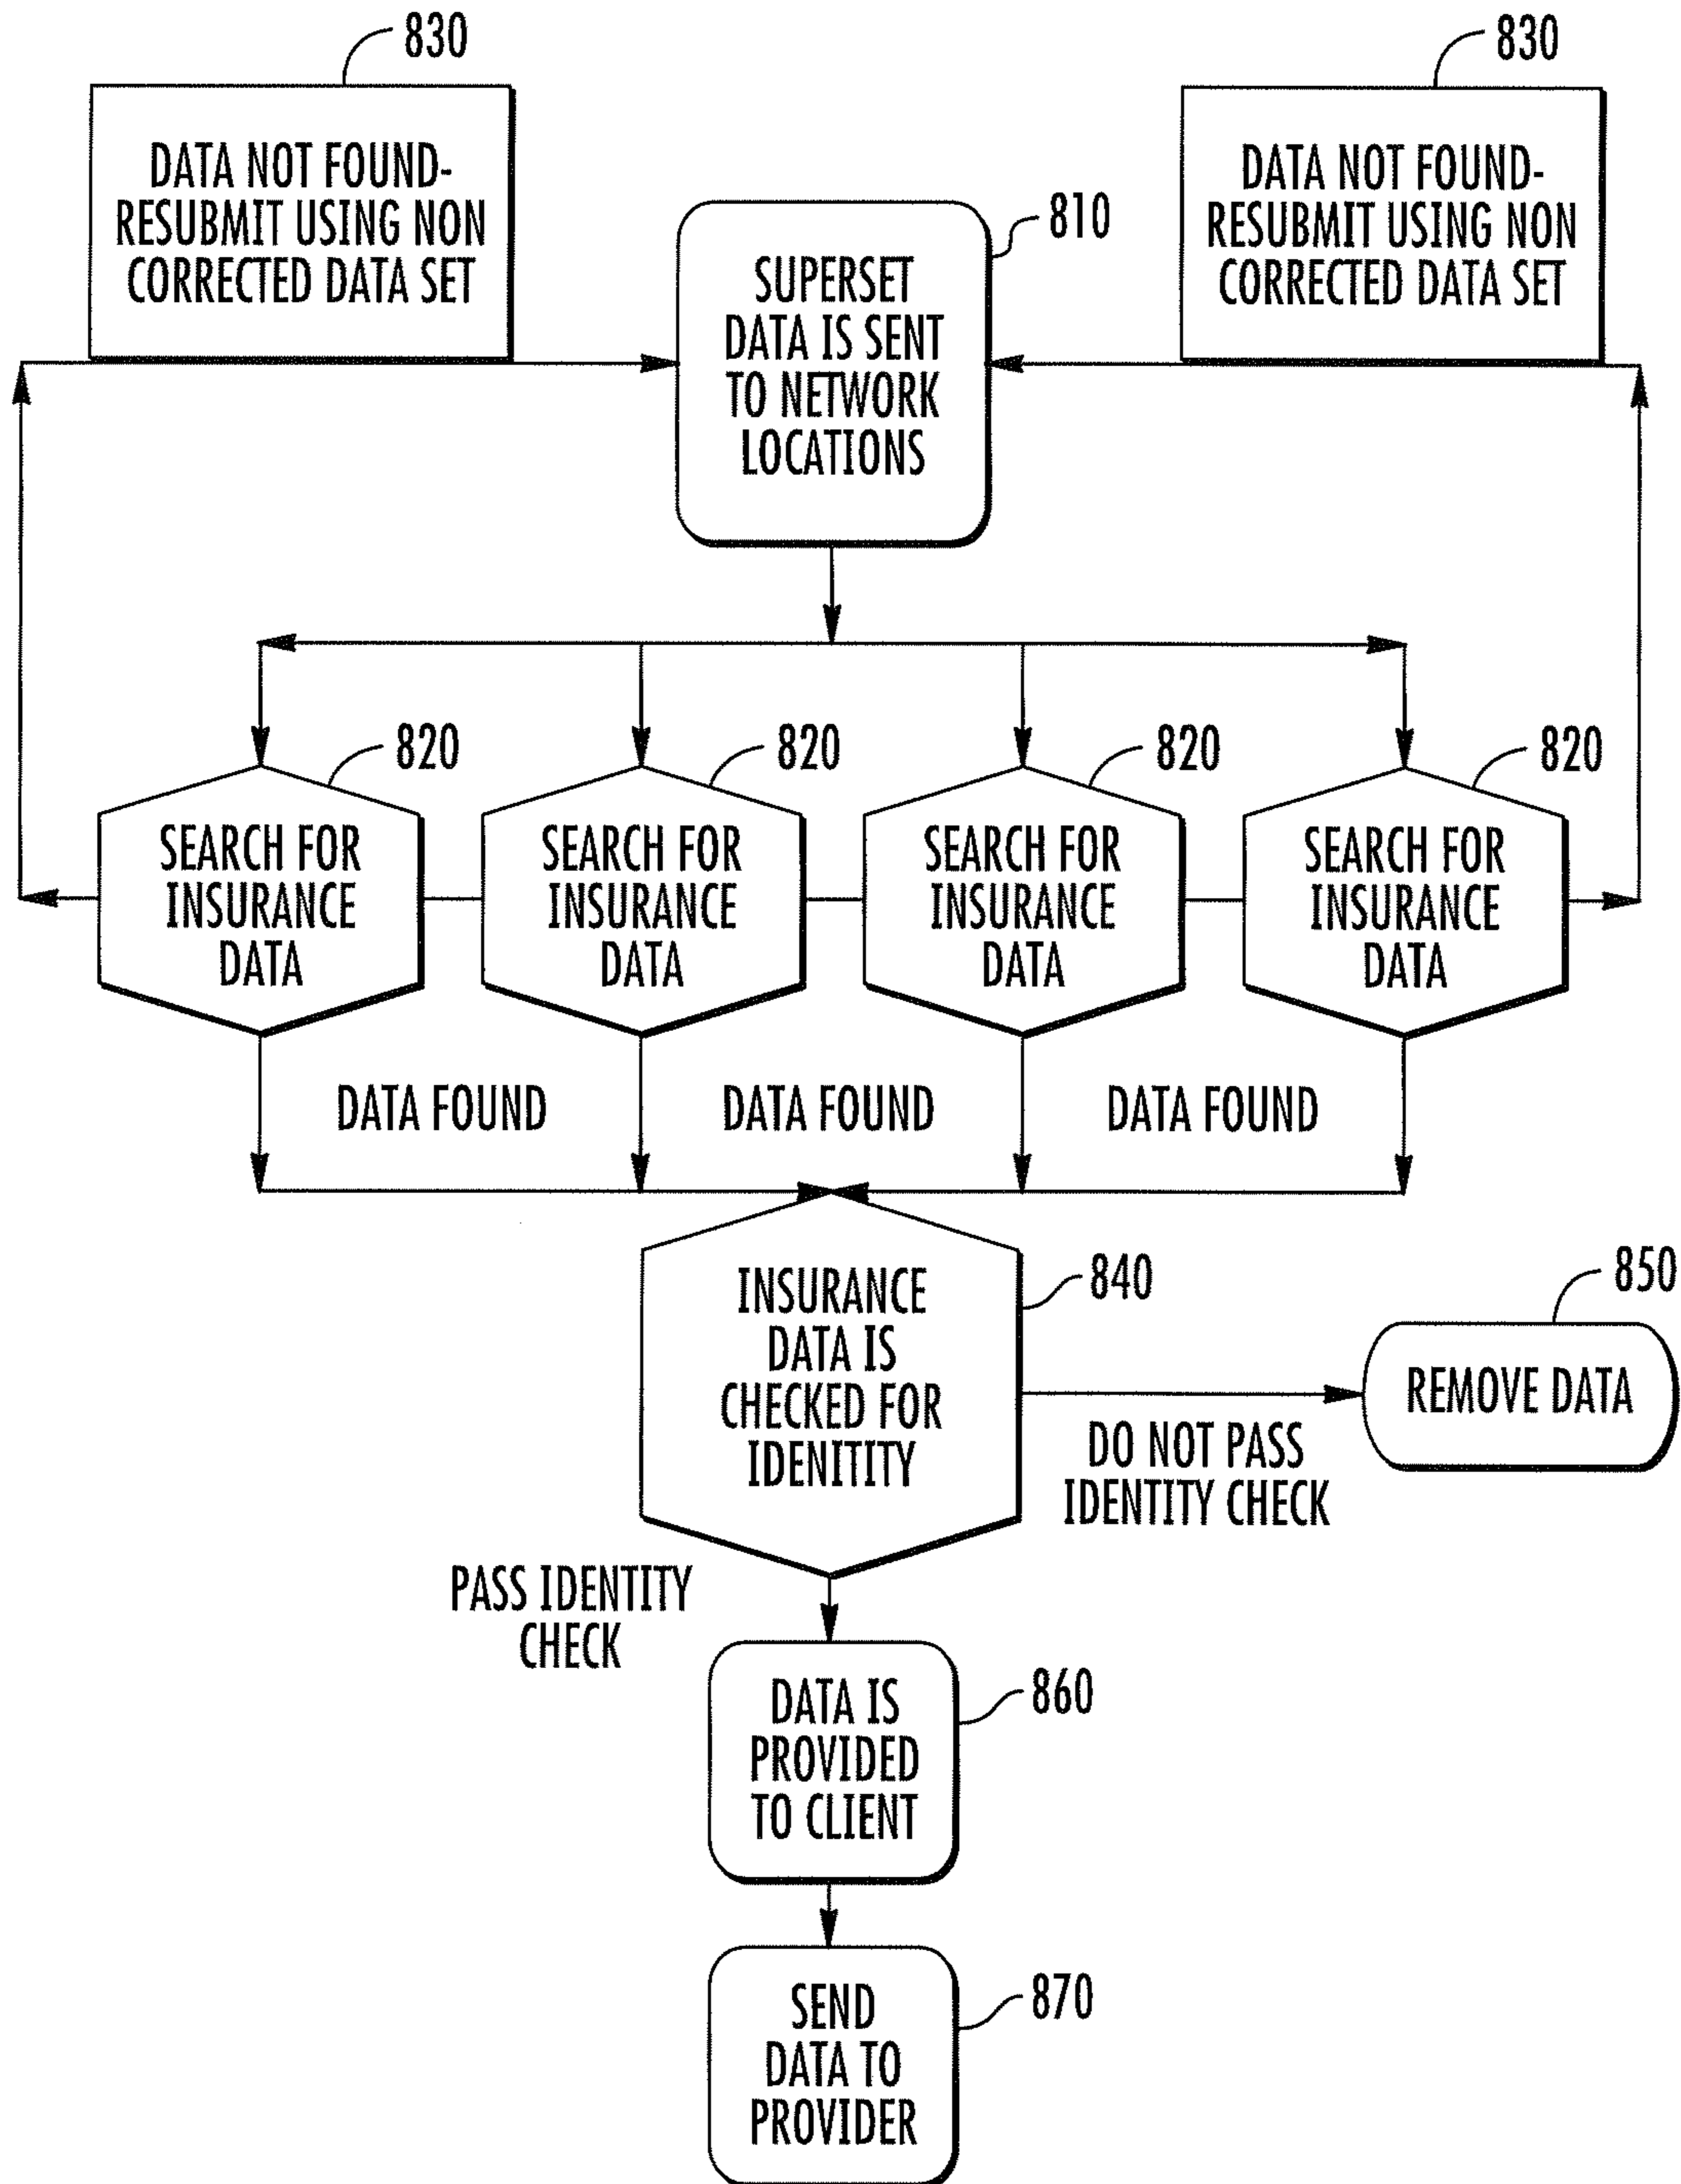 830
DATA NOT FOUND-
RESUBMIT USING NON
CORRECTED DATA SET
830
DATA NOT FOUND-
RESUBMIT USING NON
CORRECTED DATA SET
810
SUPERSET
DATA IS SENT
TO NETWORK
LOCATIONS
820
SEARCH FOR
INSURANCE
DATA
820
SEARCH FOR
INSURANCE
DATA
820
SEARCH FOR
INSURANCE
DATA
820
SEARCH FOR
INSURANCE
DATA
DATA FOUND
DATA FOUND
DATA FOUND
840
INSURANCE
DATA IS
CHECKED FOR
IDENITITY
850
REMOVE DATA
DO NOT PASS
IDENTITY CHECK
PASS IDENTITY
CHECK
860
DATA IS
PROVIDED
TO CLIENT
870
SEND
DATA TO
PROVIDER